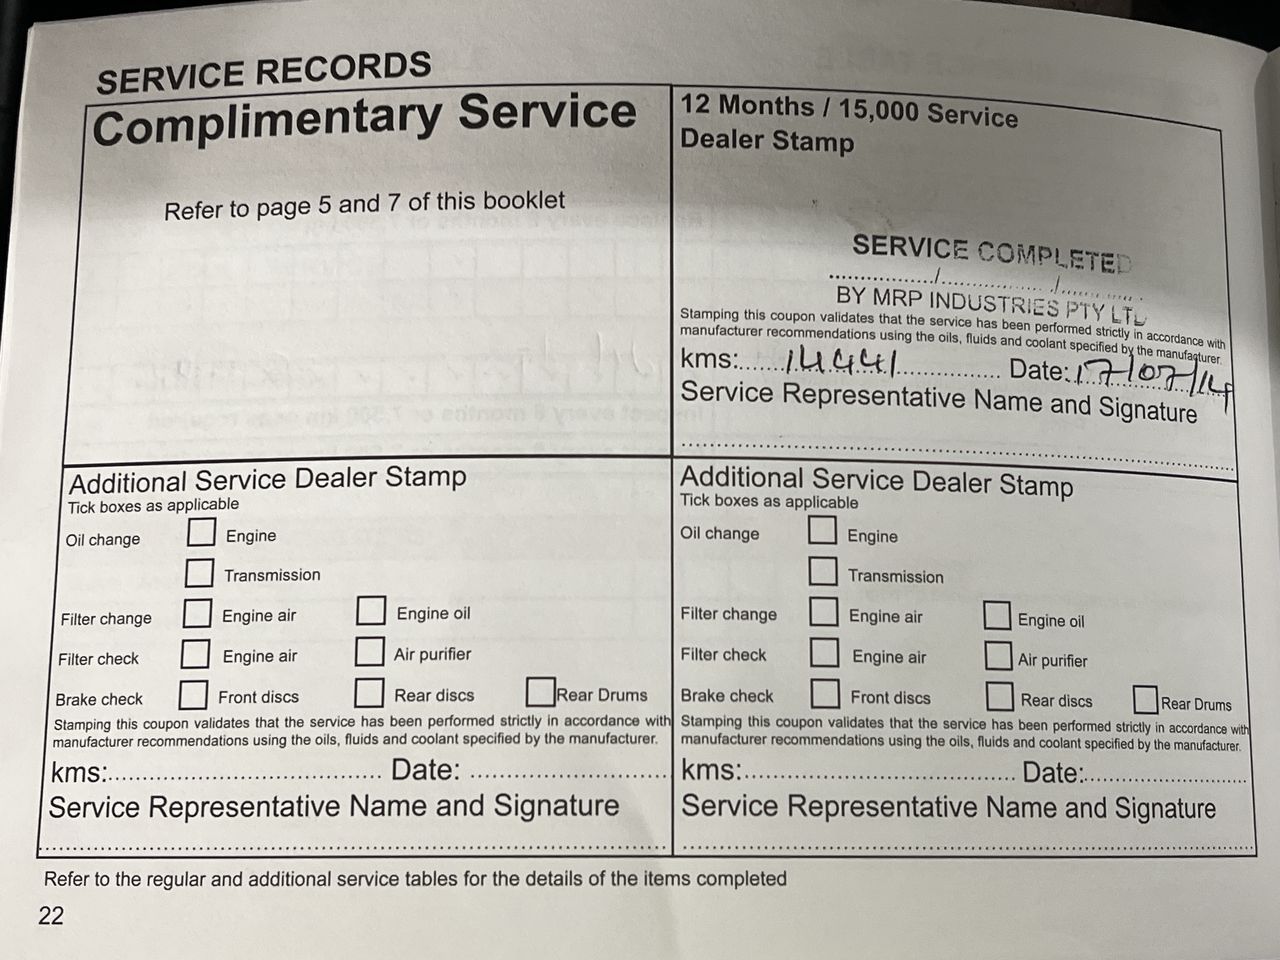 SERVICE RECORDS
Complimentary Service
Refer to page 5 and 7 of this booklet
12 Months / 15,000 Service
Dealer Stamp
SERVICE COMPLETED
............../................/..............
BY MRP INDUSTRIES PTY LTD
Stamping this coupon validates that the service has been performed strictly in accordance with
manufacturer recommendations using the oils, fluids and coolant specified by the manufacturer.
kms: 14441 Date: 17/07/14
Service Representative Name and Signature
Additional Service Dealer Stamp
Tick boxes as applicable
Oil change Engine
Transmission
Filter change Engine air Engine oil
Filter check Engine air Air purifier
Brake check Front discs Rear discs Rear Drums
Stamping this coupon validates that the service has been performed strictly in accordance with
manufacturer recommendations using the oils, fluids and coolant specified by the manufacturer.
kms: Date:
Service Representative Name and Signature
Additional Service Dealer Stamp
Tick boxes as applicable
Oil change Engine
Transmission
Filter change Engine air Engine oil
Filter check Engine air Air purifier
Brake check Front discs Rear discs Rear Drums
Stamping this coupon validates that the service has been performed strictly in accordance with
manufacturer recommendations using the oils, fluids and coolant specified by the manufacturer.
kms: Date:
Service Representative Name and Signature
Refer to the regular and additional service tables for the details of the items completed
22